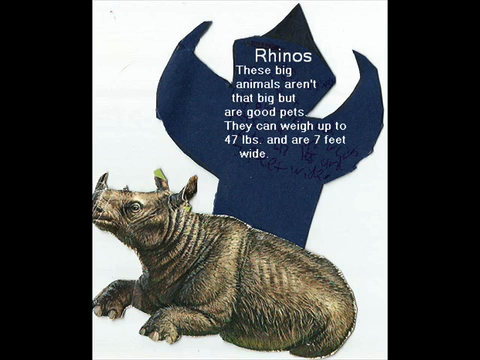 Rhinos
These big
animals aren't
that big but
are good pets.
They can weigh up to
47 lbs. and are 7 feet
wide.